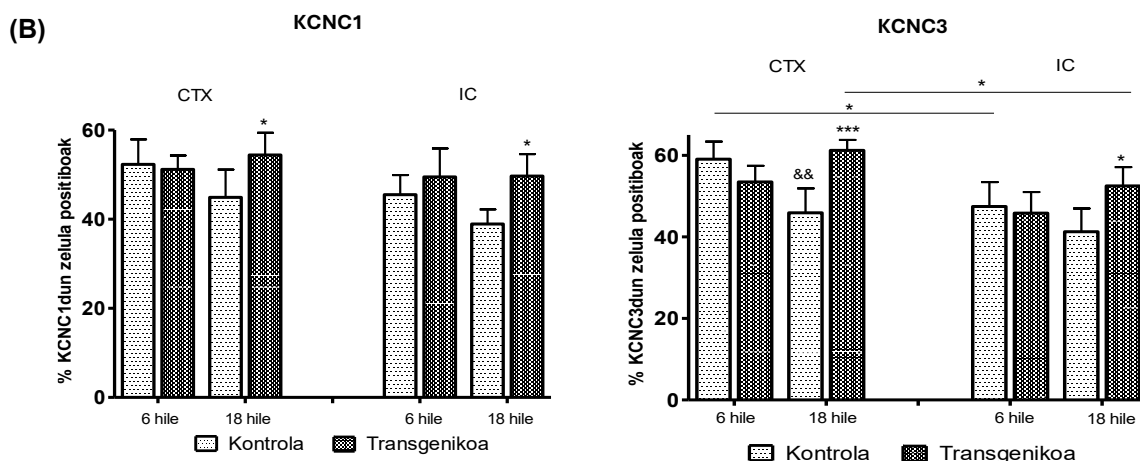 (B)
KCNC1
CTX
IC
% KCNC1dun zelula positiboak
60
40
20
0
*
*
6 hile
18 hile
6 hile
18 hile
Kontrola
Transgenikoa
KCNC3
CTX
IC
*
*
% KCNC3dun zelula positiboak
60
40
20
0
&&
***
*
6 hile
18 hile
6 hile
18 hile
Kontrola
Transgenikoa